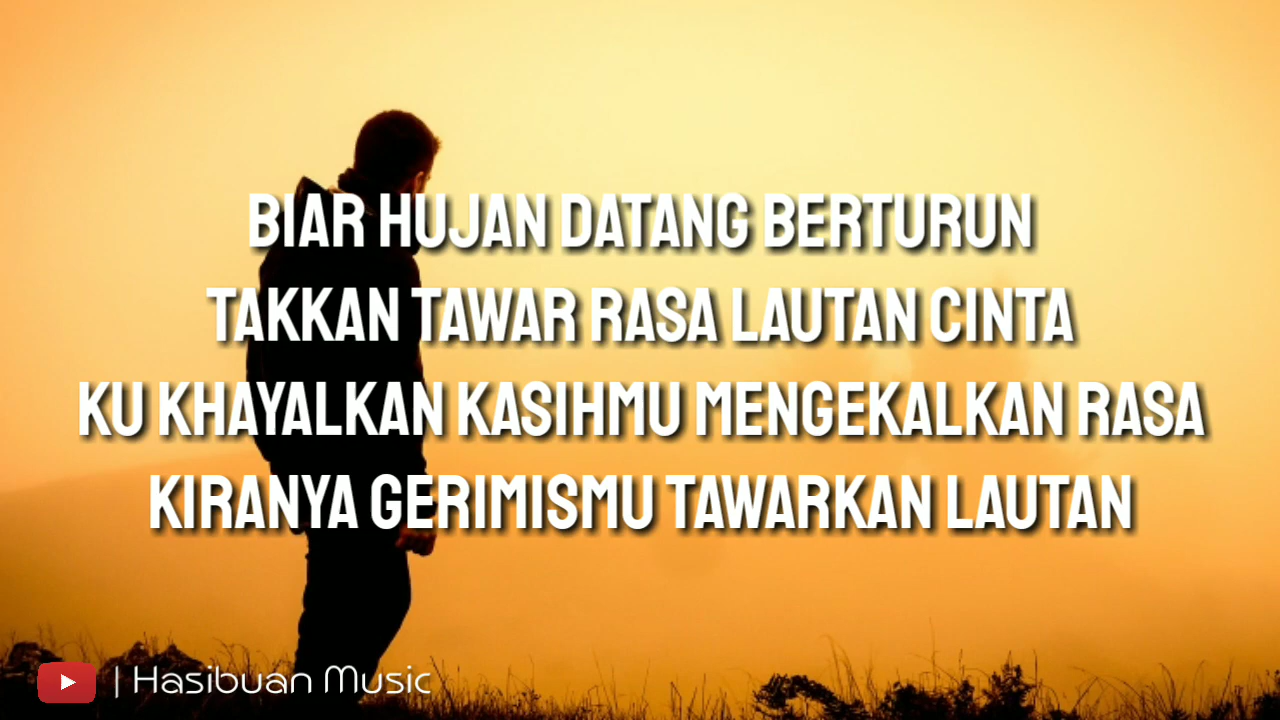 BIAR HUJAN DATANG BERTURUN
TAKKAN TAWAR RASA LAUTAN CINTA
KU KHAYALKAN KASIHMU MENGEKALKAN RASA
KIRANYA GERIMISMU TAWARKAN LAUTAN
| Hasibuan Music